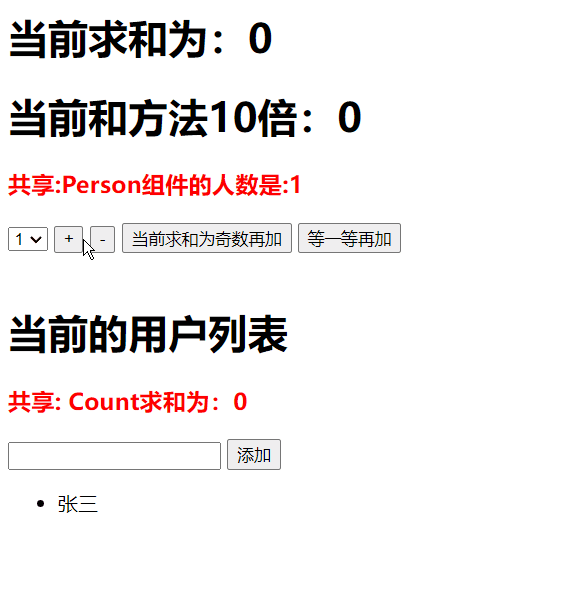 当前求和为：0
当前和方法10倍：0
共享:Person组件的人数是:1
1 + - 当前求和为奇数再加 等一等再加
当前的用户列表
共享: Count求和为：0
添加
张三